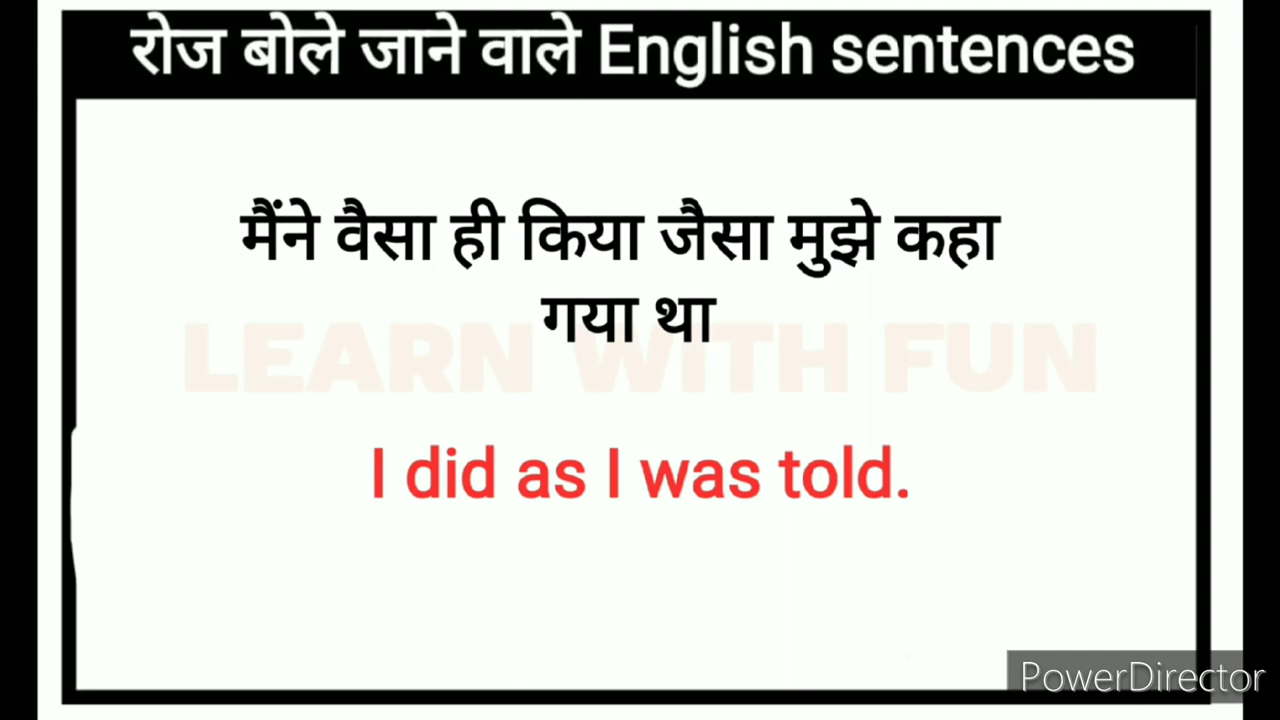 रोज बोले जाने वाले English sentences
मैंने वैसा ही किया जैसा मुझे कहा
गया था
LEARN WITH FUN
I did as I was told.
PowerDirector